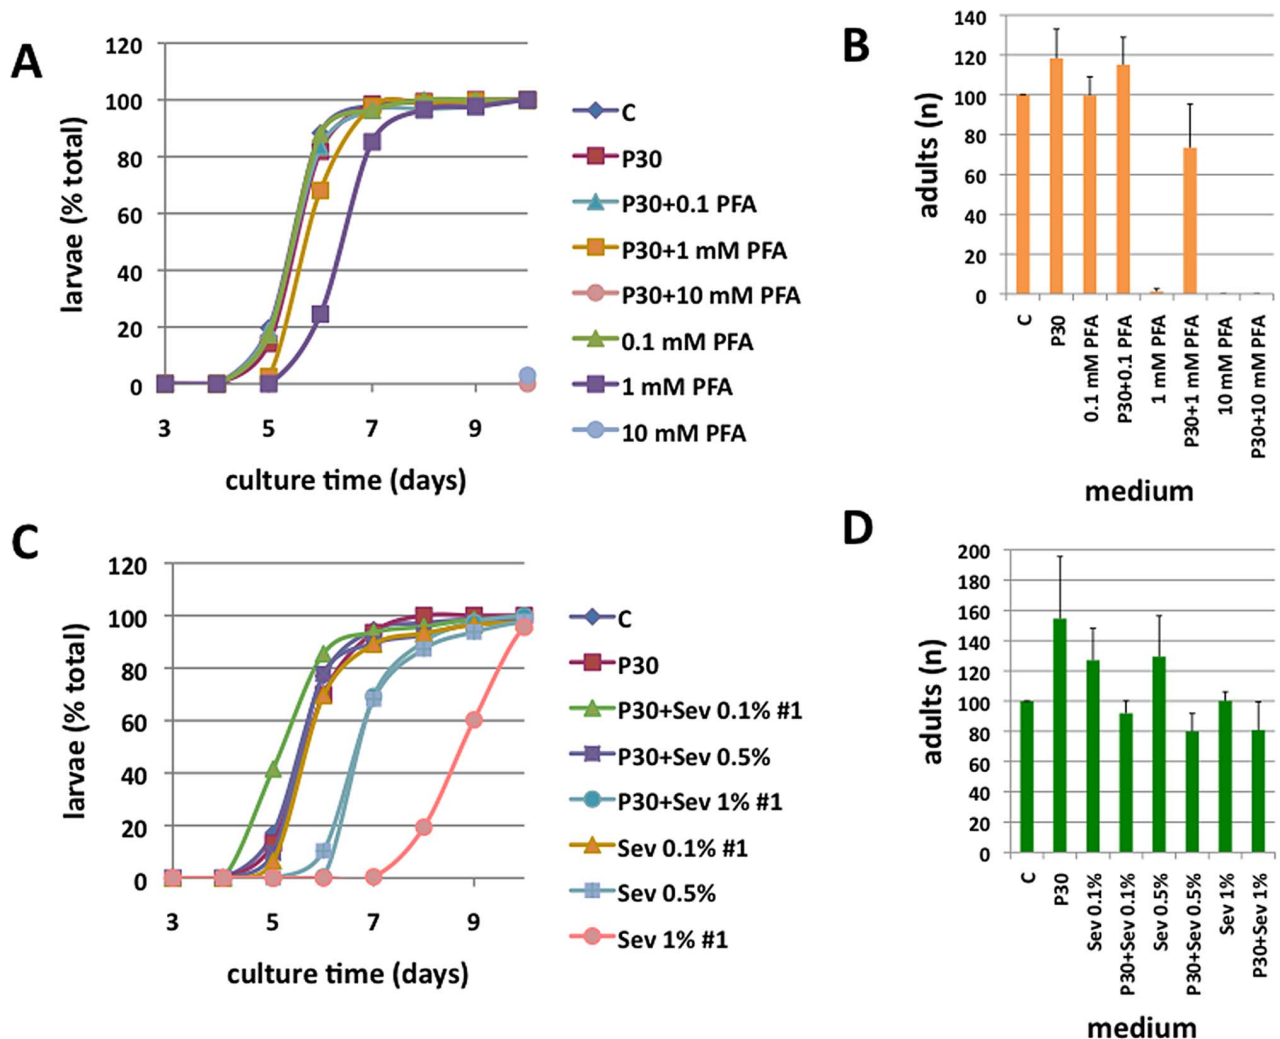 A
120
100
80
60
40
20
0
3 5 7 9
larvae (% total)
culture time (days)
C
P30
P30+0.1 PFA
P30+1 mM PFA
P30+10 mM PFA
0.1 mM PFA
1 mM PFA
10 mM PFA
B
140
120
100
80
60
40
20
0
adults (n)
C
P30
0.1 mM PFA
P30+0.1 PFA
1 mM PFA
P30+1 mM PFA
10 mM PFA
P30+10 mM PFA
medium
C
120
100
80
60
40
20
0
3 5 7 9
larvae (% total)
culture time (days)
C
P30
P30+Sev 0.1% #1
P30+Sev 0.5%
P30+Sev 1% #1
Sev 0.1% #1
Sev 0.5%
Sev 1% #1
D
200
180
160
140
120
100
80
60
40
20
0
adults (n)
C
P30
Sev 0.1%
P30+Sev 0.1%
Sev 0.5%
P30+Sev 0.5%
Sev 1%
P30+Sev 1%
medium